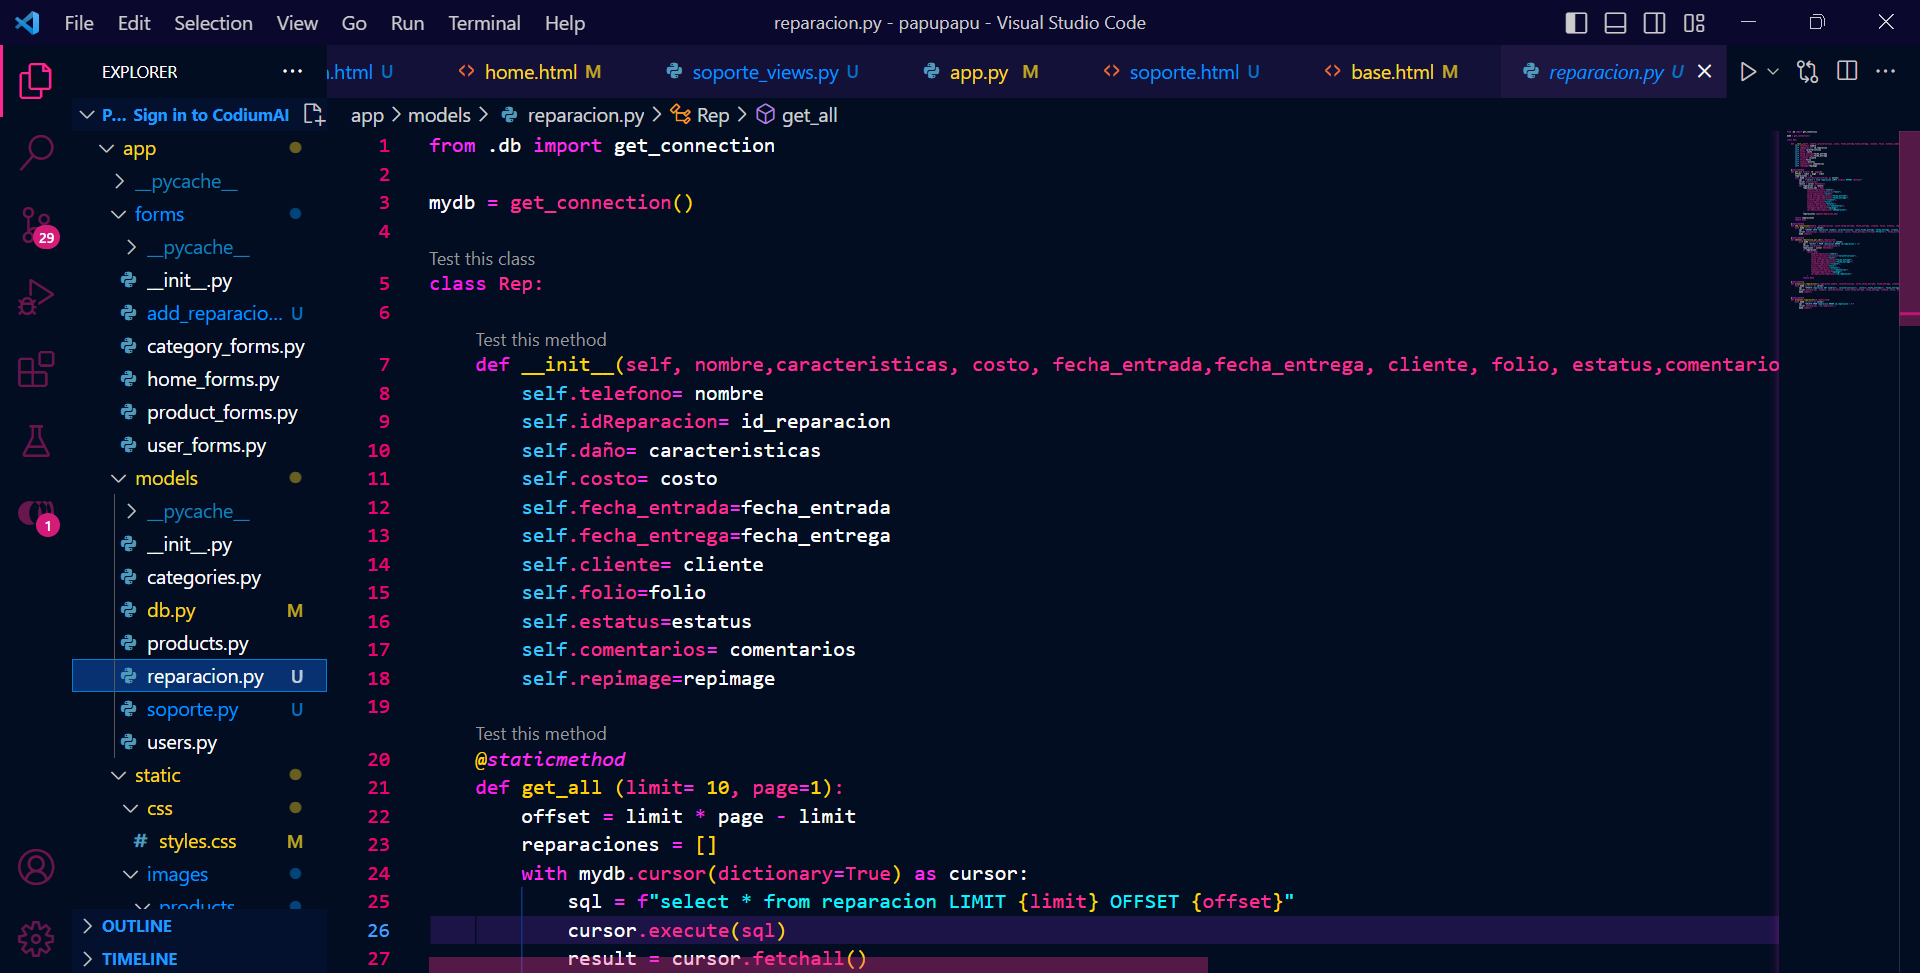 File Edit Selection View Go Run Terminal Help
reparacion.py - papupapu - Visual Studio Code
EXPLORER
.html U
home.html M
soporte_views.py U
app.py M
soporte.html U
base.html M
reparacion.py U
P... Sign in to CodiumAI
app > models > reparacion.py > Rep > get_all
app
__pycache__
forms
__pycache__
__init__.py
add_reparacio... U
category_forms.py
home_forms.py
product_forms.py
user_forms.py
models
__pycache__
__init__.py
categories.py
db.py M
products.py
reparacion.py U
soporte.py U
users.py
static
css
# styles.css M
images
products
OUTLINE
TIMELINE
29
1
1 from .db import get_connection
2
3 mydb = get_connection()
4
Test this class
5 class Rep:
6
Test this method
7 def __init__(self, nombre,caracteristicas, costo, fecha_entrada,fecha_entrega, cliente, folio, estatus,comentario
8 self.telefono= nombre
9 self.idReparacion= id_reparacion
10 self.daño= caracteristicas
11 self.costo= costo
12 self.fecha_entrada=fecha_entrada
13 self.fecha_entrega=fecha_entrega
14 self.cliente= cliente
15 self.folio=folio
16 self.estatus=estatus
17 self.comentarios= comentarios
18 self.repimage=repimage
19
Test this method
20 @staticmethod
21 def get_all (limit= 10, page=1):
22 offset = limit * page - limit
23 reparaciones = []
24 with mydb.cursor(dictionary=True) as cursor:
25 sql = f"select * from reparacion LIMIT {limit} OFFSET {offset}"
26 cursor.execute(sql)
27 result = cursor.fetchall()